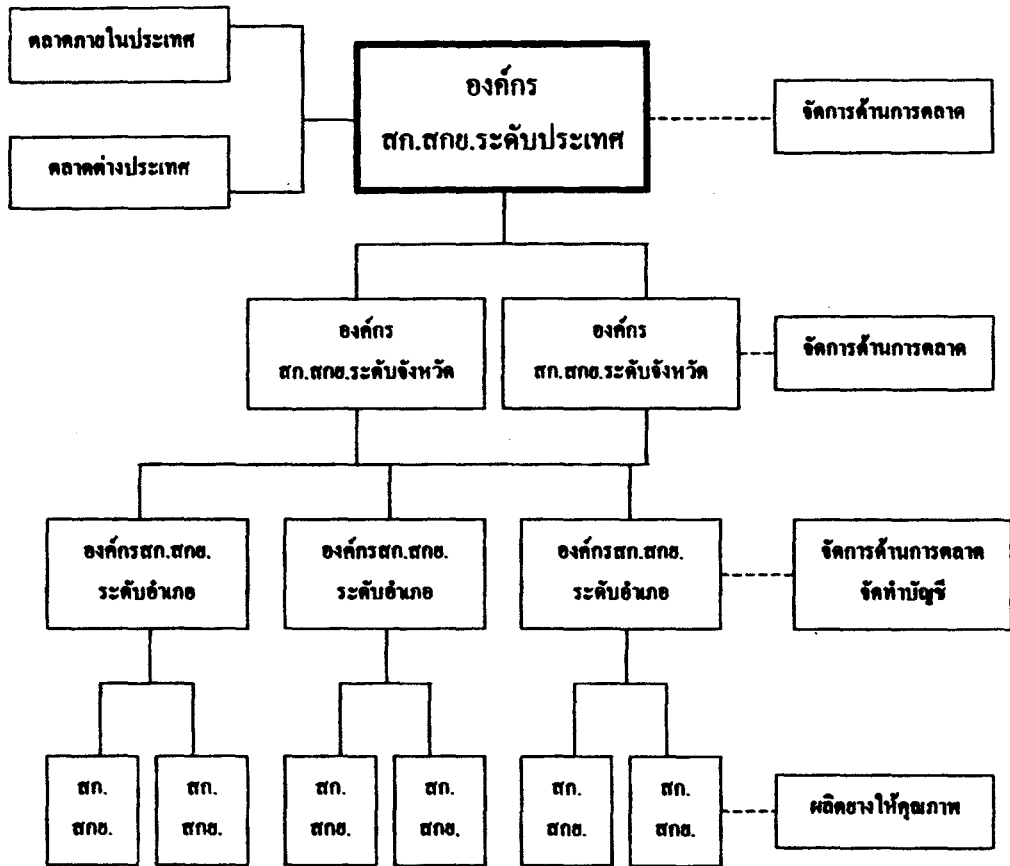 ตลาดภายในประเทศ
องค์กร
สก.สกย.ระดับประเทศ
จัดการด้านการตลาด
ตลาดต่างประเทศ
องค์กร
สก.สกย.ระดับจังหวัด
องค์กร
สก.สกย.ระดับจังหวัด
จัดการด้านการตลาด
องค์กรสก.สกย.
ระดับอำเภอ
องค์กรสก.สกย.
ระดับอำเภอ
องค์กรสก.สกย.
ระดับอำเภอ
จัดการด้านการตลาด
จัดทำบัญชี
สก.
สกย.
สก.
สกย.
สก.
สกย.
สก.
สกย.
สก.
สกย.
สก.
สกย.
ผลิตยางให้คุณภาพ